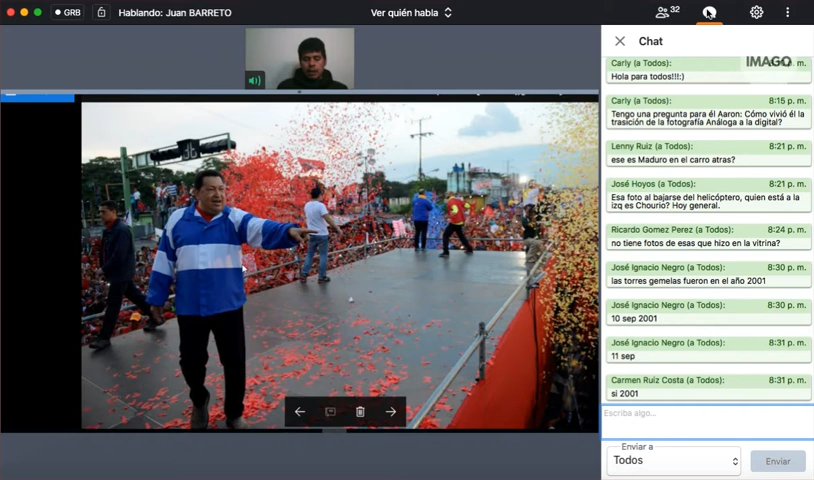 GRB
Hablando: Juan BARRETO
Ver quién habla
32
Chat
IMAGO
Carly (a Todos):
Hola para todos!!!:)
Carly (a Todos): 8:15 p. m.
Tengo una pregunta para él Aaron: Cómo vivió él la
trasición de la fotografía Análoga a la digital?
Lenny Ruiz (a Todos): 8:21 p. m.
ese es Maduro en el carro atras?
José Hoyos (a Todos): 8:21 p. m.
Esa foto al bajarse del helicóptero, quien está a la
izq es Chourio? Hoy general.
Ricardo Gomez Perez (a Todos): 8:24 p. m.
no tiene fotos de esas que hizo en la vitrina?
José Ignacio Negro (a Todos): 8:30 p. m.
las torres gemelas fueron en el año 2001
José Ignacio Negro (a Todos): 8:30 p. m.
10 sep 2001
José Ignacio Negro (a Todos): 8:31 p. m.
11 sep
Carmen Ruiz Costa (a Todos): 8:31 p. m.
si 2001
Escriba algo...
Enviar a
Todos
Enviar